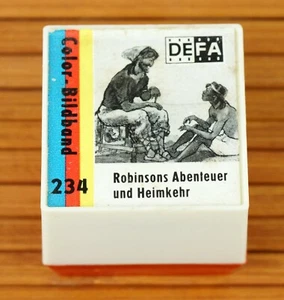 Color-Bildband
DEFA
234
Robinsons Abenteuer
und Heimkehr